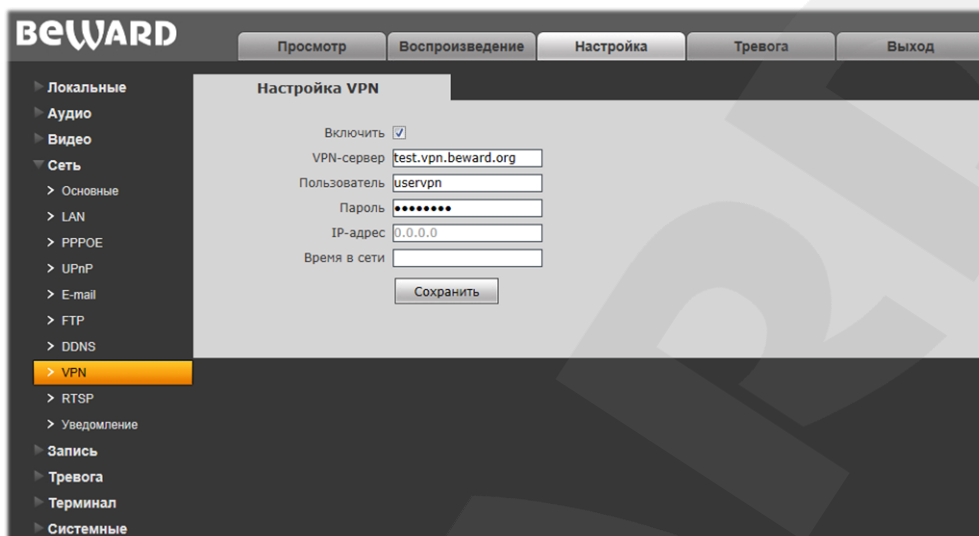 BEWARD
Просмотр Воспроизведение Настройка Тревога Выход
Локальные
Аудио
Видео
Сеть
Основные
LAN
PPPOE
UPnP
E-mail
FTP
DDNS
VPN
RTSP
Уведомление
Запись
Тревога
Терминал
Системные
Настройка VPN
Включить
VPN-сервер test.vpn.beward.org
Пользователь uservpn
Пароль ••••••••
IP-адрес 0.0.0.0
Время в сети
Сохранить